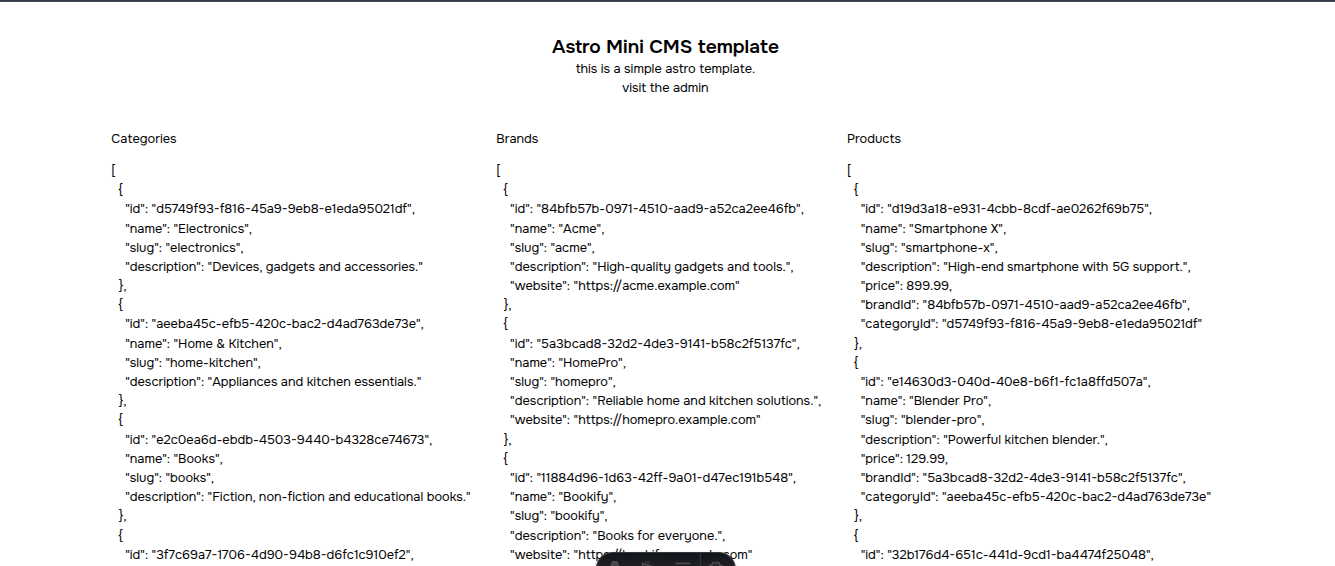 Astro Mini CMS template
this is a simple astro template.
visit the admin
Categories
[
{
"id": "d5749f93-f816-45a9-9eb8-e1eda95021df",
"name": "Electronics",
"slug": "electronics",
"description": "Devices, gadgets and accessories."
},
{
"id": "aeeba45c-efb5-420c-bac2-d4ad763de73e",
"name": "Home & Kitchen",
"slug": "home-kitchen",
"description": "Appliances and kitchen essentials."
},
{
"id": "e2c0ea6d-ebdb-4503-9440-b4328ce74673",
"name": "Books",
"slug": "books",
"description": "Fiction, non-fiction and educational books."
},
{
"id": "3f7c69a7-1706-4d90-94b8-d6fc1c910ef2",
Brands
[
{
"id": "84bfb57b-0971-4510-aad9-a52ca2ee46fb",
"name": "Acme",
"slug": "acme",
"description": "High-quality gadgets and tools.",
"website": "https://acme.example.com"
},
{
"id": "5a3bcad8-32d2-4de3-9141-b58c2f5137fc",
"name": "HomePro",
"slug": "homepro",
"description": "Reliable home and kitchen solutions.",
"website": "https://homepro.example.com"
},
{
"id": "11884d96-1d63-42ff-9a01-d47ec191b548",
"name": "Bookify",
"slug": "bookify",
"description": "Books for everyone.",
"website":
Products
[
{
"id": "d19d3a18-e931-4cbb-8cdf-ae0262f69b75",
"name": "Smartphone X",
"slug": "smartphone-x",
"description": "High-end smartphone with 5G support.",
"price": 899.99,
"brandId": "84bfb57b-0971-4510-aad9-a52ca2ee46fb",
"categoryId": "d5749f93-f816-45a9-9eb8-e1eda95021df"
},
{
"id": "e14630d3-040d-40e8-b6f1-fc1a8ffd507a",
"name": "Blender Pro",
"slug": "blender-pro",
"description": "Powerful kitchen blender.",
"price": 129.99,
"brandId": "5a3bcad8-32d2-4de3-9141-b58c2f5137fc",
"categoryId": "aeeba45c-efb5-420c-bac2-d4ad763de73e"
},
{
"id": "32b176d4-651c-441d-9cd1-ba4474f25048",